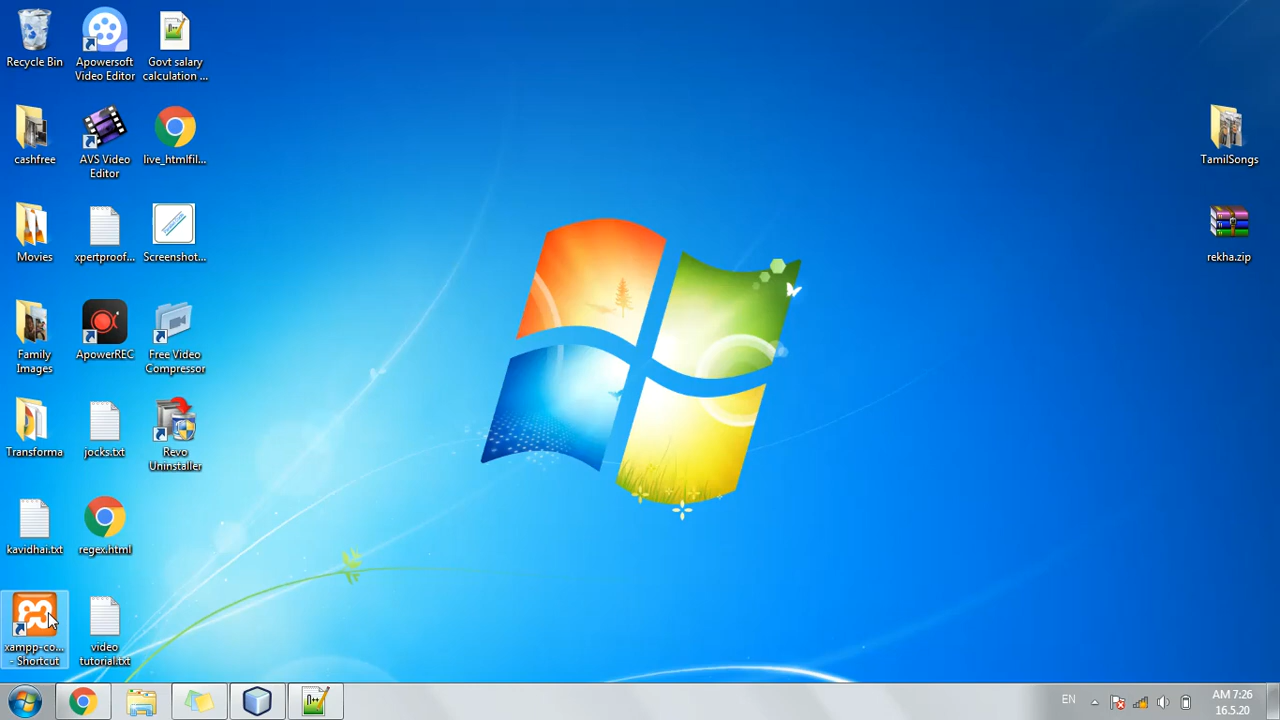 Recycle Bin
Apowersoft
Video Editor
Govt salary
calculation ...
cashfree
AVS Video
Editor
live_htmlfil...
Movies
xpertproof...
Screenshot...
Family
Images
ApowerREC
Free Video
Compressor
Transforma
jocks.txt
Revo
Uninstaller
kavidhai.txt
regex.html
xampp-co...
- Shortcut
video
tutorial.txt
TamilSongs
rekha.zip
EN
AM 7:26
16.5.20